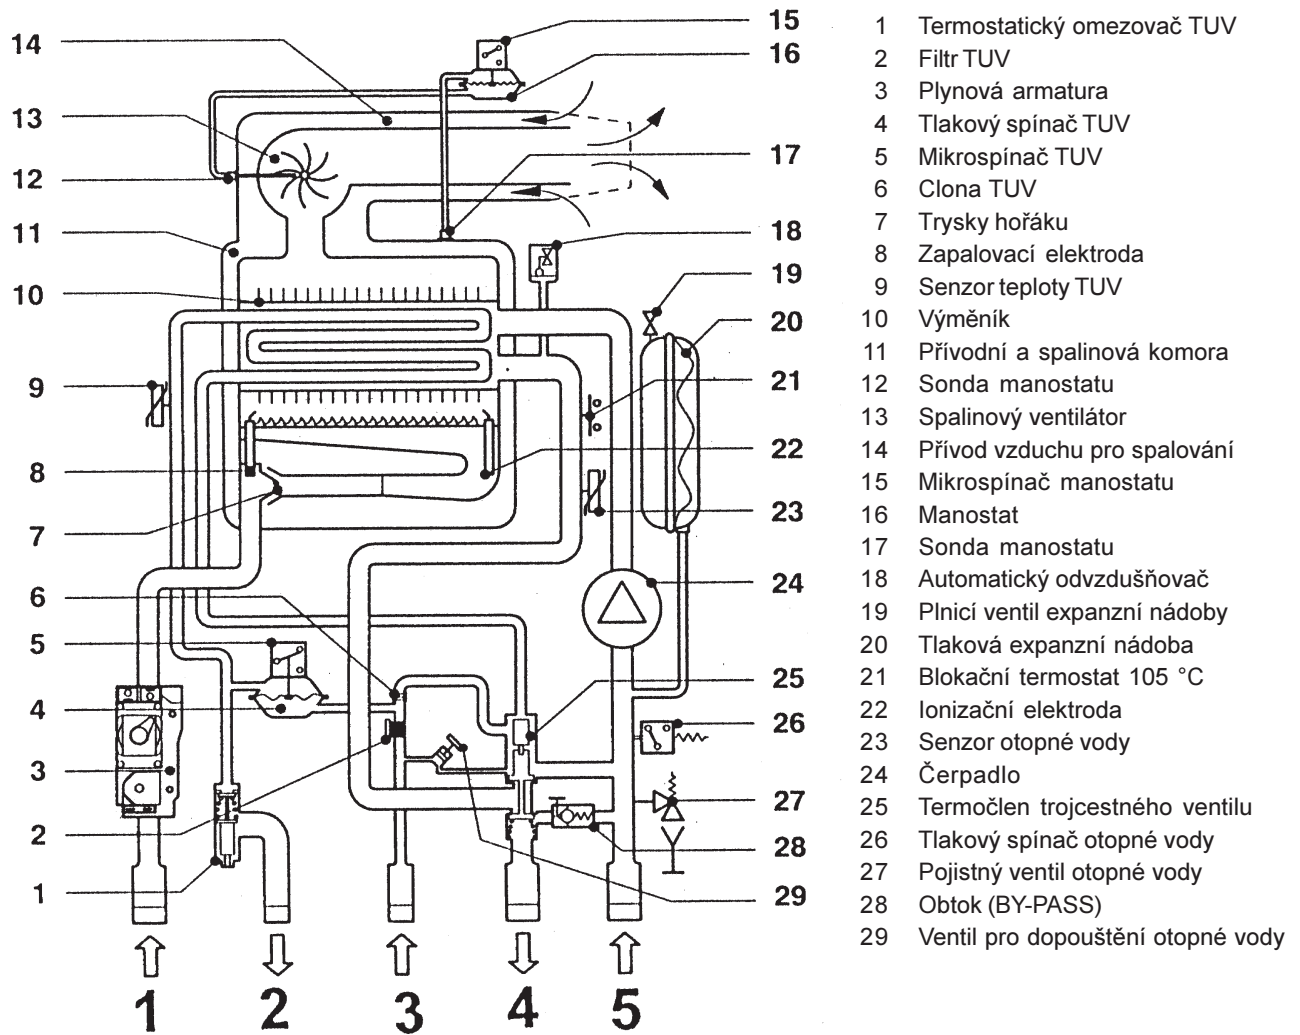 14
13
12
11
10
9
8
7
6
5
4
3
2
1
15
16
17
18
19
20
21
22
23
24
25
26
27
28
29
1
2
3
4
5
1 Termostatický omezovač TUV
2 Filtr TUV
3 Plynová armatura
4 Tlakový spínač TUV
5 Mikrospínač TUV
6 Clona TUV
7 Trysky hořáku
8 Zapalovací elektroda
9 Senzor teploty TUV
10 Výměník
11 Přívodní a spalinová komora
12 Sonda manostatu
13 Spalinový ventilátor
14 Přívod vzduchu pro spalování
15 Mikrospínač manostatu
16 Manostat
17 Sonda manostatu
18 Automatický odvzdušňovač
19 Plnicí ventil expanzní nádoby
20 Tlaková expanzní nádoba
21 Blokační termostat 105 °C
22 Ionizační elektroda
23 Senzor otopné vody
24 Čerpadlo
25 Termočlen trojcestného ventilu
26 Tlakový spínač otopné vody
27 Pojistný ventil otopné vody
28 Obtok (BY-PASS)
29 Ventil pro dopouštění otopné vody